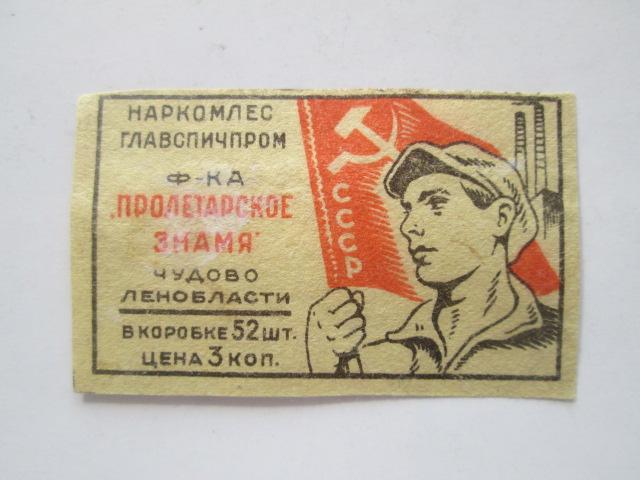 НАРКОМЛЕС
ГЛАВСПИЧПРОМ
Ф-КА
"ПРОЛЕТАРСКОЕ
ЗНАМЯ"
ЧУДОВО
ЛЕНОБЛАСТИ
В КОРОБКЕ 52 ШТ.
ЦЕНА 3 КОП.
СССР